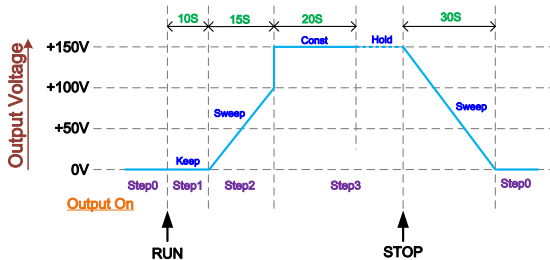 10S 15S 20S 30S
+150V
Const Hold
+100V
Sweep Sweep
+50V
Keep
0V
Step0 Step1 Step2 Step3 Step0
Output On
RUN STOP
Output Voltage